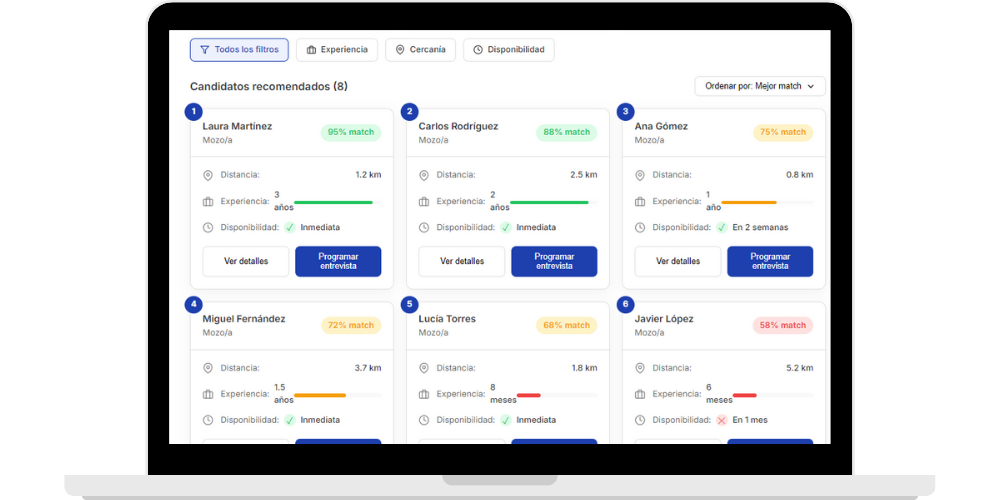 Todos los filtros
Experiencia
Cercanía
Disponibilidad
Candidatos recomendados (8)
Ordenar por: Mejor match
1
Laura Martínez
95% match
Mozo/a
Distancia:
1.2 km
Experiencia:
3
años
Disponibilidad:
Inmediata
Ver detalles
Programar
entrevista
2
Carlos Rodríguez
88% match
Mozo/a
Distancia:
2.5 km
Experiencia:
2
años
Disponibilidad:
Inmediata
Ver detalles
Programar
entrevista
3
Ana Gómez
75% match
Mozo/a
Distancia:
0.8 km
Experiencia:
1
año
Disponibilidad:
En 2 semanas
Ver detalles
Programar
entrevista
4
Miguel Fernández
72% match
Mozo/a
Distancia:
3.7 km
Experiencia:
1.5
años
Disponibilidad:
Inmediata
5
Lucía Torres
68% match
Mozo/a
Distancia:
1.8 km
Experiencia:
8
meses
Disponibilidad:
Inmediata
6
Javier López
58% match
Mozo/a
Distancia:
5.2 km
Experiencia:
6
meses
Disponibilidad:
En 1 mes